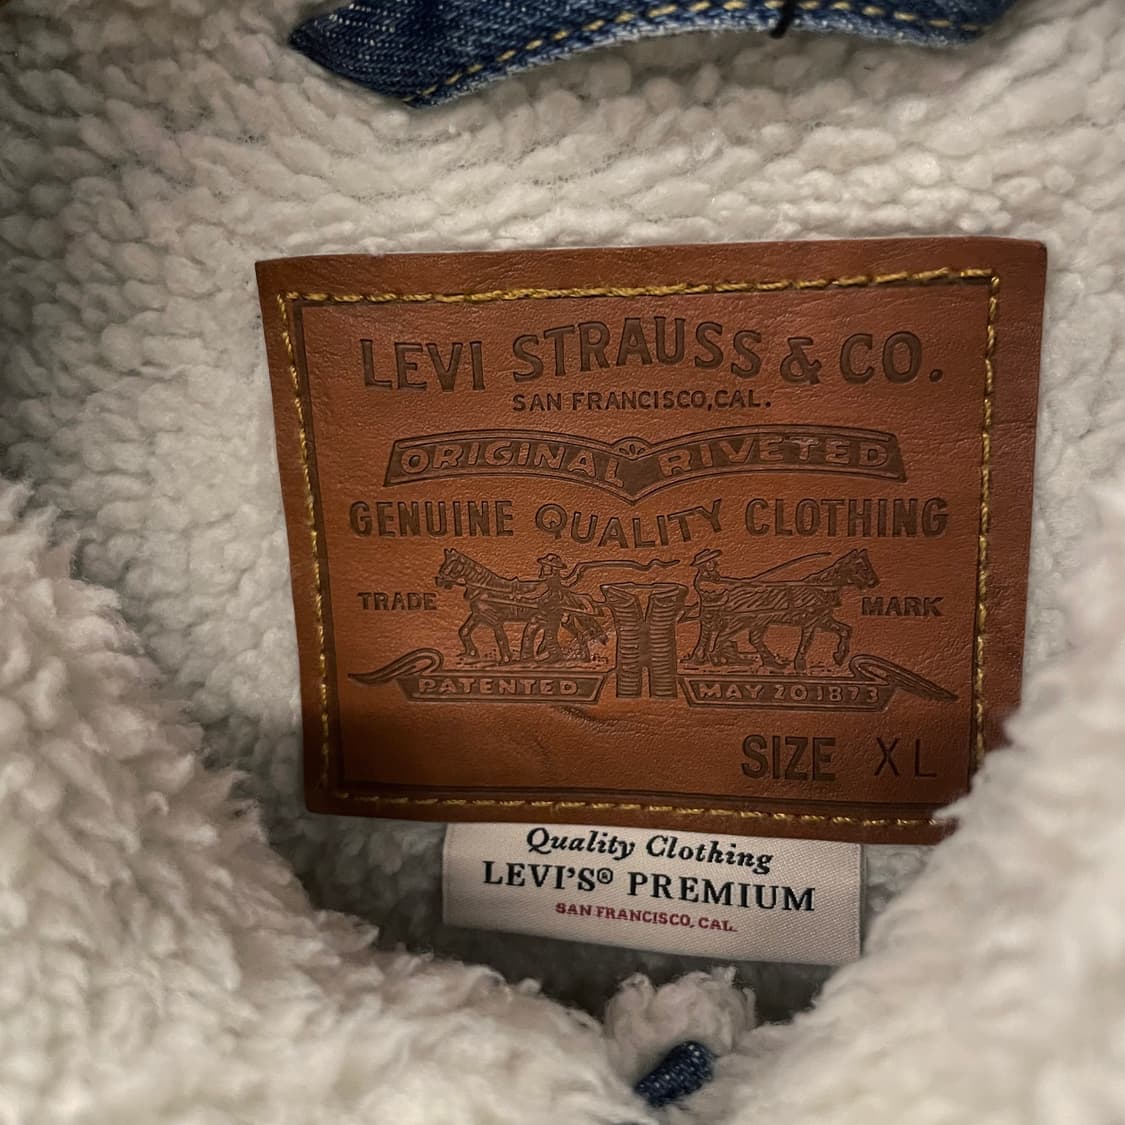 LEVI STRAUSS & CO.
SAN FRANCISCO, CAL.
ORIGINAL RIVETED
GENUINE QUALITY CLOTHING
TRADE MARK
PATENTED MAY 20 1873
SIZE XL
Quality Clothing
LEVI'S® PREMIUM
SAN FRANCISCO, CAL.